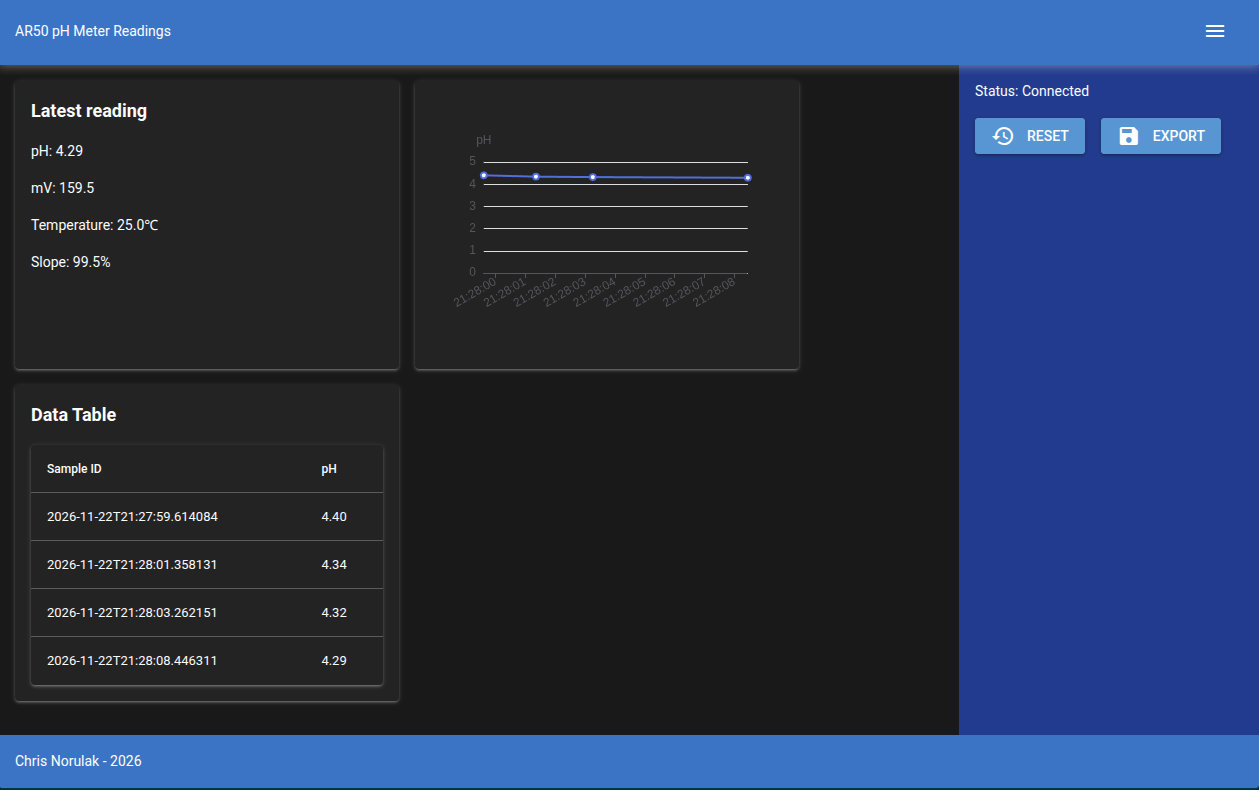 AR50 pH Meter Readings
Latest reading
pH: 4.29
mV: 159.5
Temperature: 25.0℃
Slope: 99.5%
pH
5
4
3
2
1
0
21:28:00 21:28:01 21:28:02 21:28:03 21:28:04 21:28:05 21:28:06 21:28:07 21:28:08
Status: Connected
RESET EXPORT
Data Table
Sample ID pH
2026-11-22T21:27:59.614084 4.40
2026-11-22T21:28:01.358131 4.34
2026-11-22T21:28:03.262151 4.32
2026-11-22T21:28:08.446311 4.29
Chris Norulak - 2026